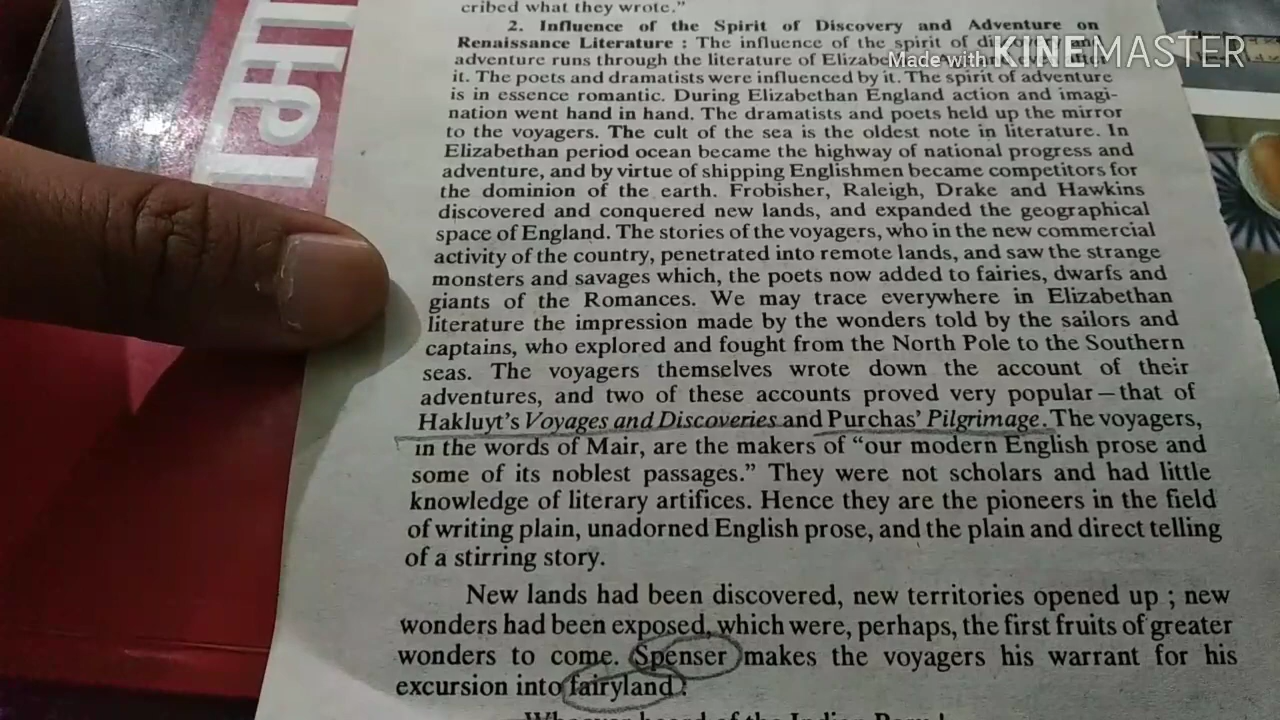 cribed what they wrote."
2. Influence of the Spirit of Discovery and Adventure on
Renaissance Literature : The influence of the spirit of
adventure runs through the literature of
Made with KINEMASTER
it. The poets and dramatists were influenced by it. The spirit of adventure
is in essence romantic. During Elizabethan England action and imagi-
nation went hand in hand. The dramatists and poets held up the mirror
to the voyagers. The cult of the sea is the oldest note in literature. In
Elizabethan period ocean became the highway of national progress and
adventure, and by virtue of shipping Englishmen became competitors for
the dominion of the earth. Frobisher, Raleigh, Drake and Hawkins
discovered and conquered new lands, and expanded the geographical
space of England. The stories of the voyagers, who in the new commercial
activity of the country, penetrated into remote lands, and saw the strange
monsters and savages which, the poets now added to fairies, dwarfs and
giants of the Romances. We may trace everywhere in Elizabethan
literature the impression made by the wonders told by the sailors and
captains, who explored and fought from the North Pole to the Southern
seas. The voyagers themselves wrote down the account of their
adventures, and two of these accounts proved very popular—that of
Hakluyt's Voyages and Discoveries and Purchas' Pilgrimage. The voyagers,
in the words of Mair, are the makers of "our modern English prose and
some of its noblest passages." They were not scholars and had little
knowledge of literary artifices. Hence they are the pioneers in the field
of writing plain, unadorned English prose, and the plain and direct telling
of a stirring story.
New lands had been discovered, new territories opened up ; new
wonders had been exposed, which were, perhaps, the first fruits of greater
wonders to come. Spenser makes the voyagers his warrant for his
excursion into fairyland :
Whoever heard of the Indian Peru !